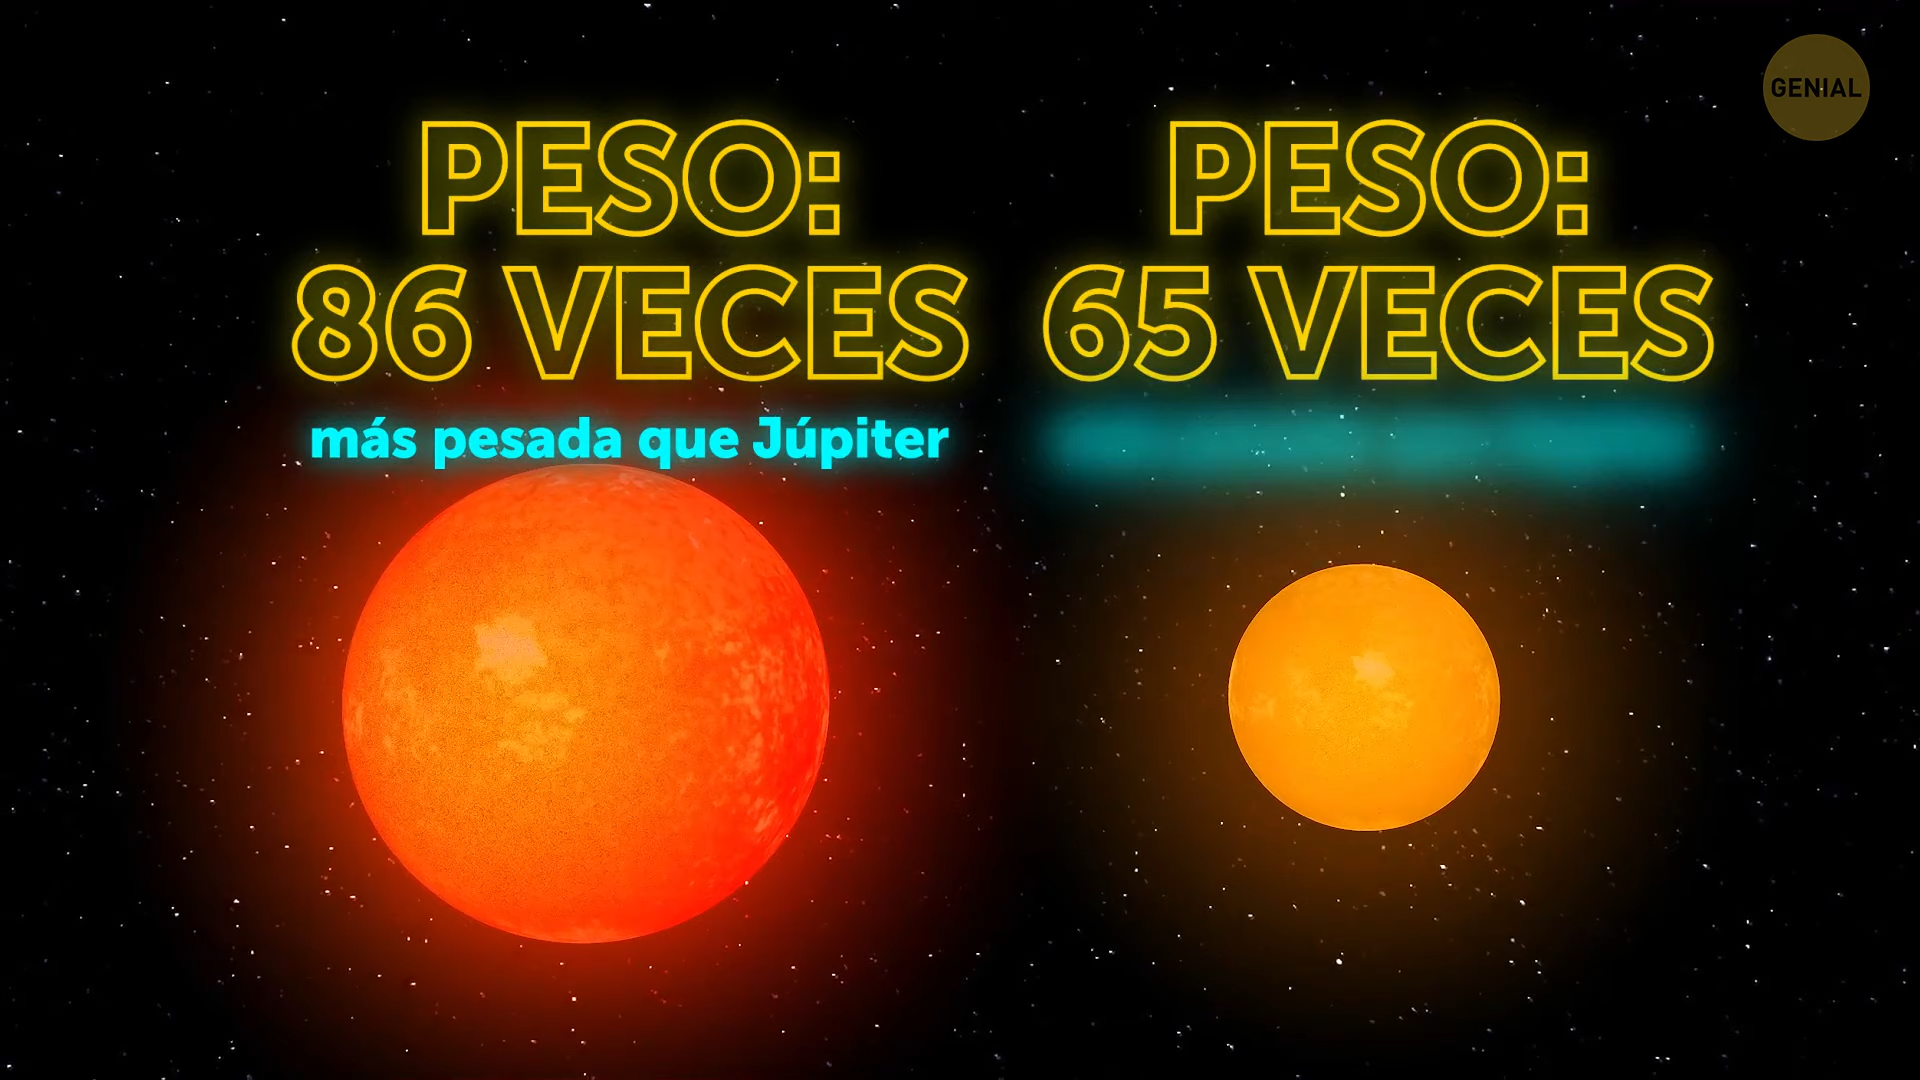 PESO:
86 VECES
más pesada que Júpiter
PESO:
65 VECES
GENIAL